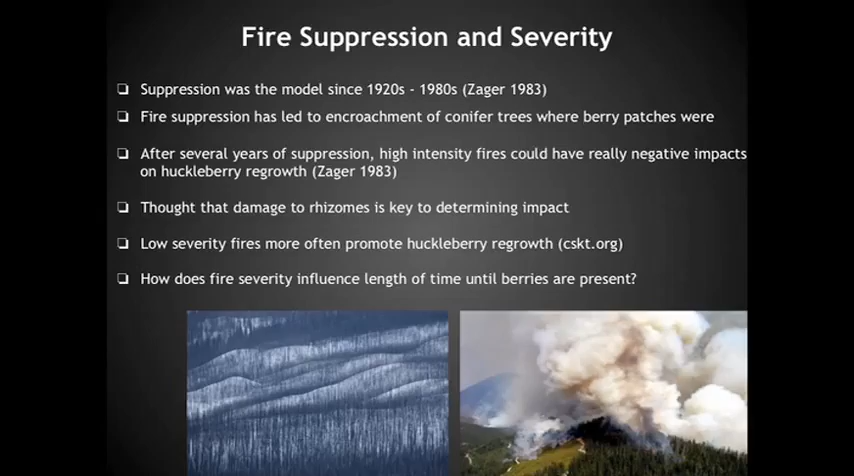 Fire Suppression and Severity
❑ Suppression was the model since 1920s - 1980s (Zager 1983)
❑ Fire suppression has led to encroachment of conifer trees where berry patches were
❑ After several years of suppression, high intensity fires could have really negative impacts
on huckleberry regrowth (Zager 1983)
❑ Thought that damage to rhizomes is key to determining impact
❑ Low severity fires more often promote huckleberry regrowth (cskt.org)
❑ How does fire severity influence length of time until berries are present?